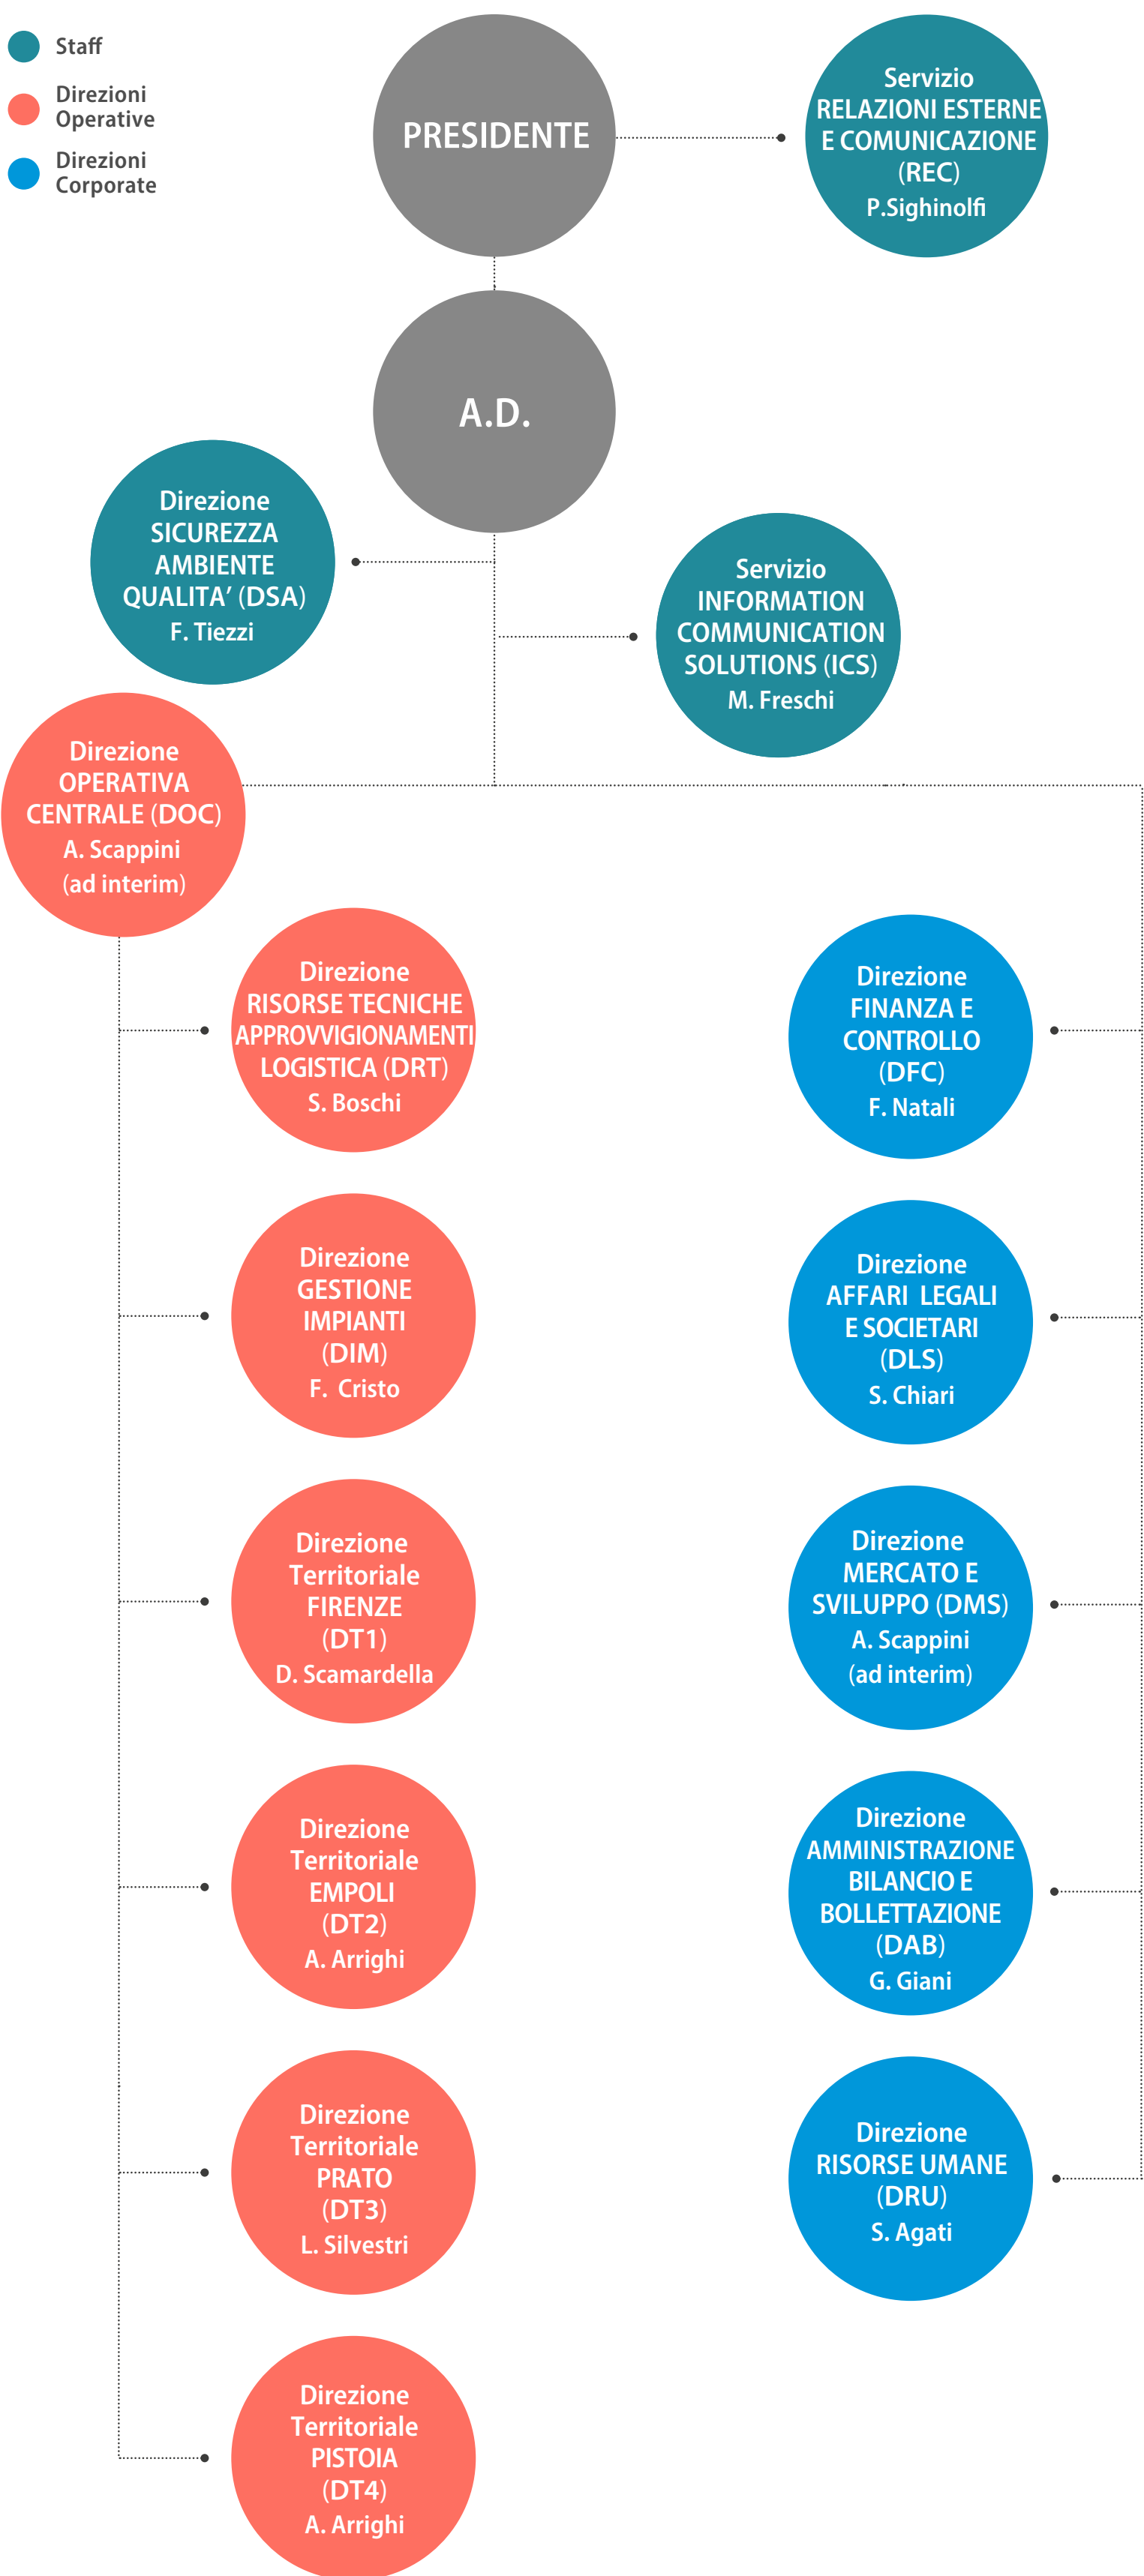 Staff
Direzioni
Operative
Direzioni
Corporate
PRESIDENTE
Servizio
RELAZIONI ESTERNE
E COMUNICAZIONE
(REC)
P.Sighinolfi
A.D.
Direzione
SICUREZZA
AMBIENTE
QUALITA’ (DSA)
F. Tiezzi
Servizio
INFORMATION
COMMUNICATION
SOLUTIONS (ICS)
M. Freschi
Direzione
OPERATIVA
CENTRALE (DOC)
A. Scappini
(ad interim)
Direzione
RISORSE TECNICHE
APPROVVIGIONAMENTI
LOGISTICA (DRT)
S. Boschi
Direzione
FINANZA E
CONTROLLO
(DFC)
F. Natali
Direzione
GESTIONE
IMPIANTI
(DIM)
F. Cristo
Direzione
AFFARI LEGALI
E SOCIETARI
(DLS)
S. Chiari
Direzione
Territoriale
FIRENZE
(DT1)
D. Scamardella
Direzione
MERCATO E
SVILUPPO (DMS)
A. Scappini
(ad interim)
Direzione
Territoriale
EMPOLI
(DT2)
A. Arrighi
Direzione
AMMINISTRAZIONE
BILANCIO E
BOLLETTAZIONE
(DAB)
G. Giani
Direzione
Territoriale
PRATO
(DT3)
L. Silvestri
Direzione
RISORSE UMANE
(DRU)
S. Agati
Direzione
Territoriale
PISTOIA
(DT4)
A. Arrighi